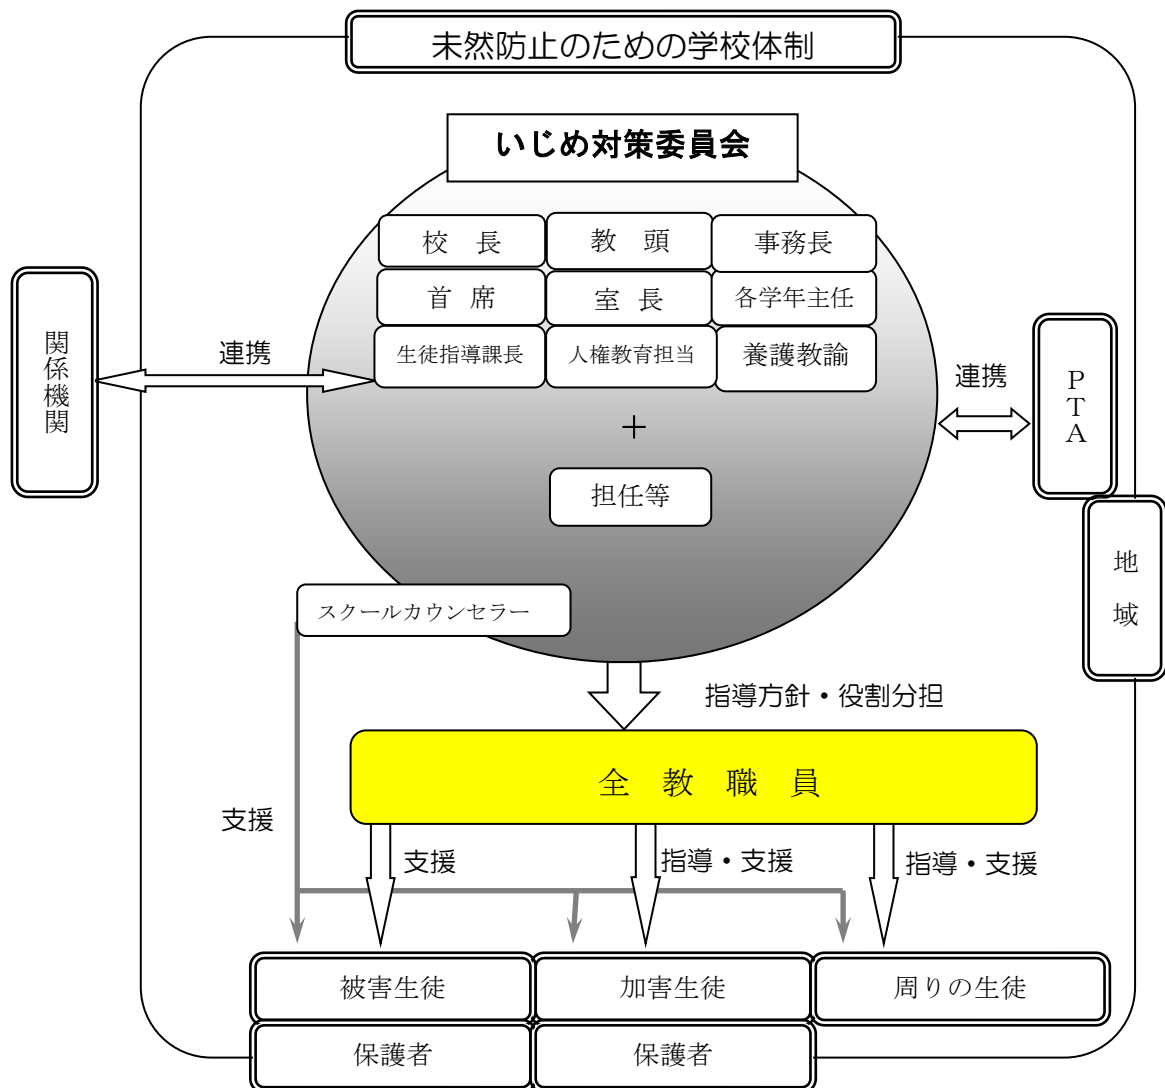 未然防止のための学校体制
いじめ対策委員会
校 長
教 頭
事務長
首 席
室 長
各学年主任
生徒指導課長
人権教育担当
養護教諭
関係機関
連携
連携
PTA
+
担任等
地域
スクールカウンセラー
指導方針・役割分担
全 教 職 員
支援
支援
指導・支援
指導・支援
被害生徒
加害生徒
周りの生徒
保護者
保護者